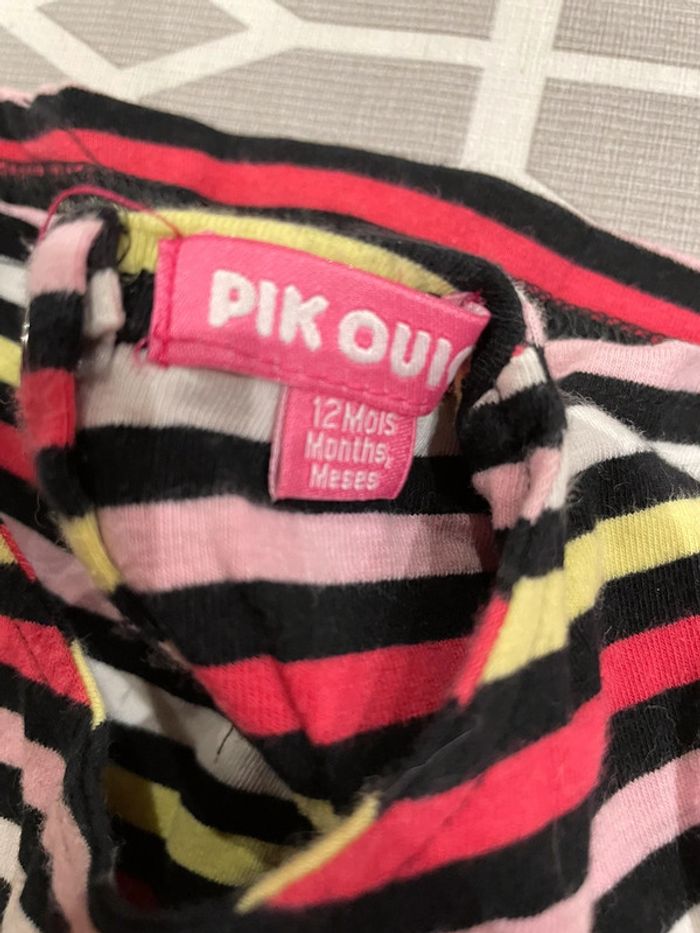 PIK OUI
12 Mois
Months
Meses